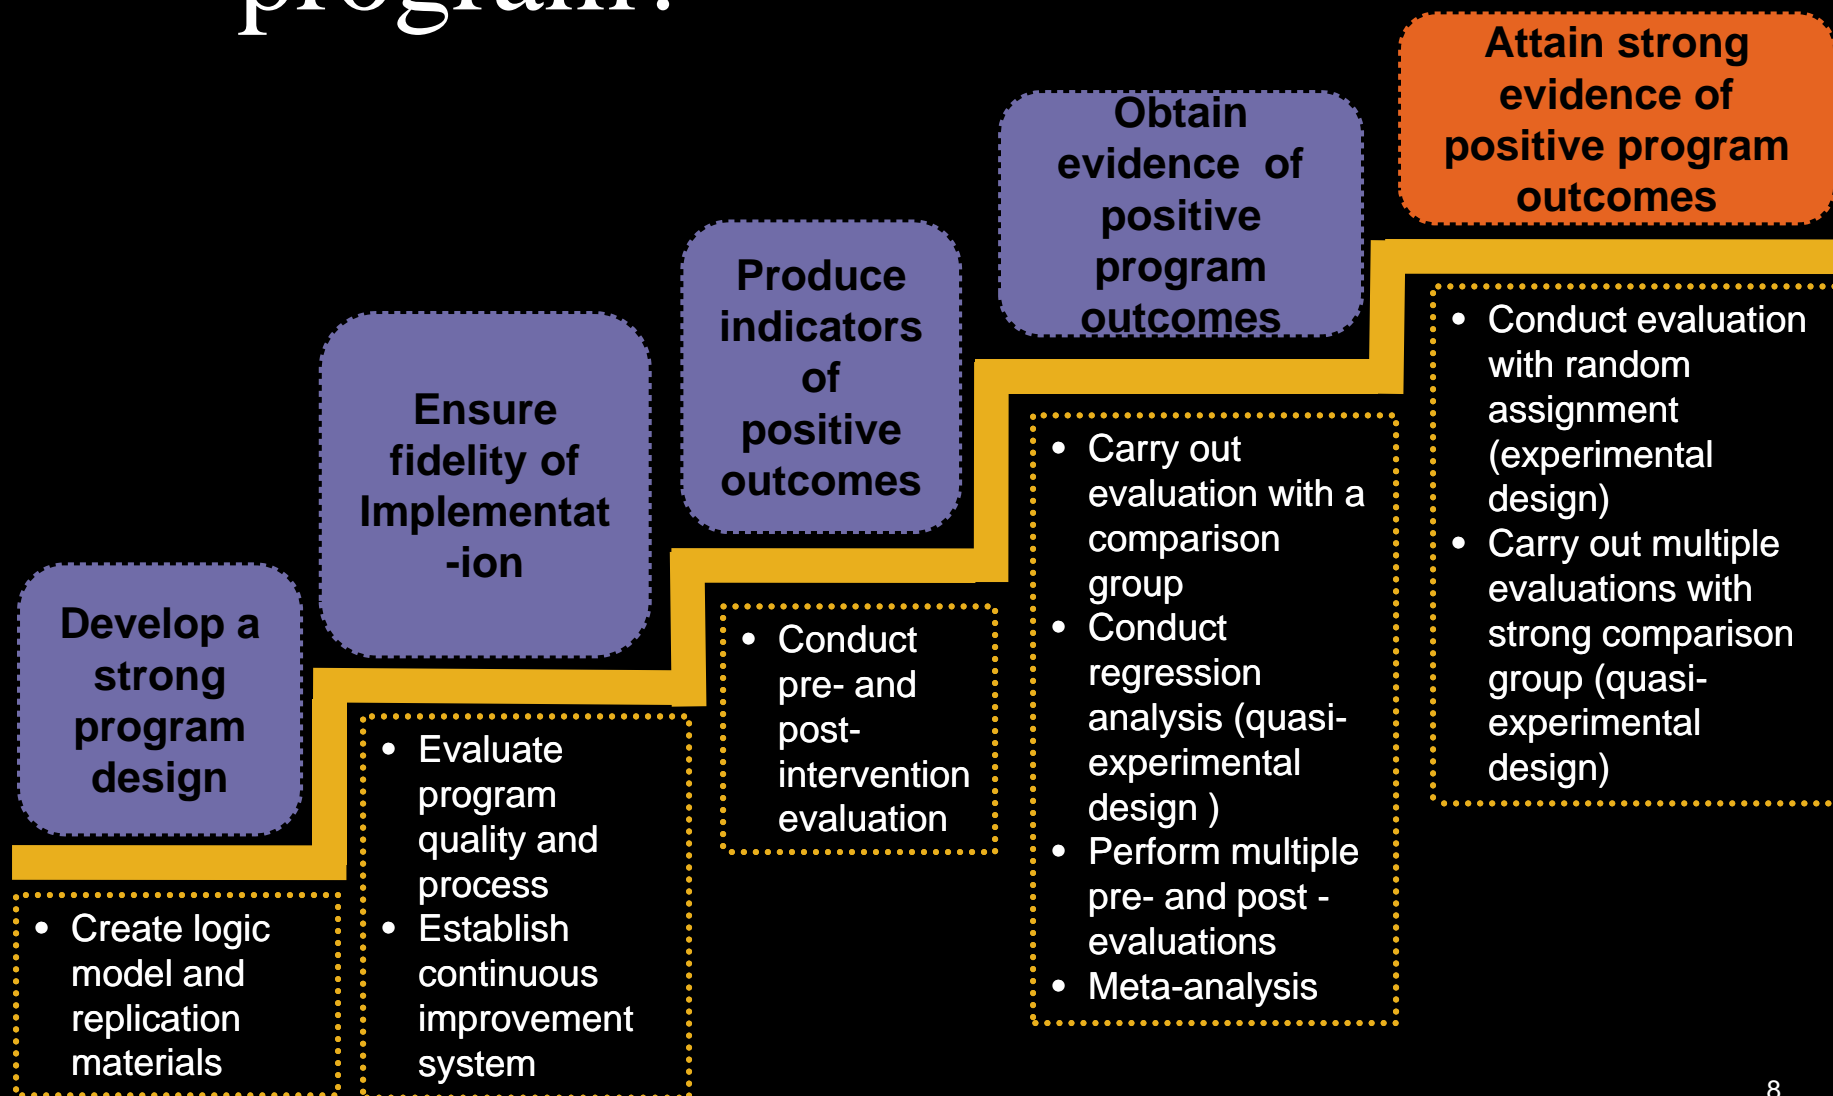 program?
Develop a
strong
program
design
Create logic
model and
replication
materials
Ensure
fidelity of
Implementat
-ion
• Evaluate
program
quality and
process
• Establish
continuous
improvement
system
Produce
indicators
of
positive
outcomes
• Conduct
pre- and
post-
intervention
evaluation
Obtain
evidence of
positive
program
outcomes
• Carry out
evaluation with a
comparison
group
• Conduct
regression
analysis (quasi-
experimental
design )
• Perform multiple
pre- and post -
evaluations
• Meta-analysis
Attain strong
evidence of
positive program
outcomes
• Conduct evaluation
with random
assignment
(experimental
design)
• Carry out multiple
evaluations with
strong comparison
group (quasi-
experimental
design)
8